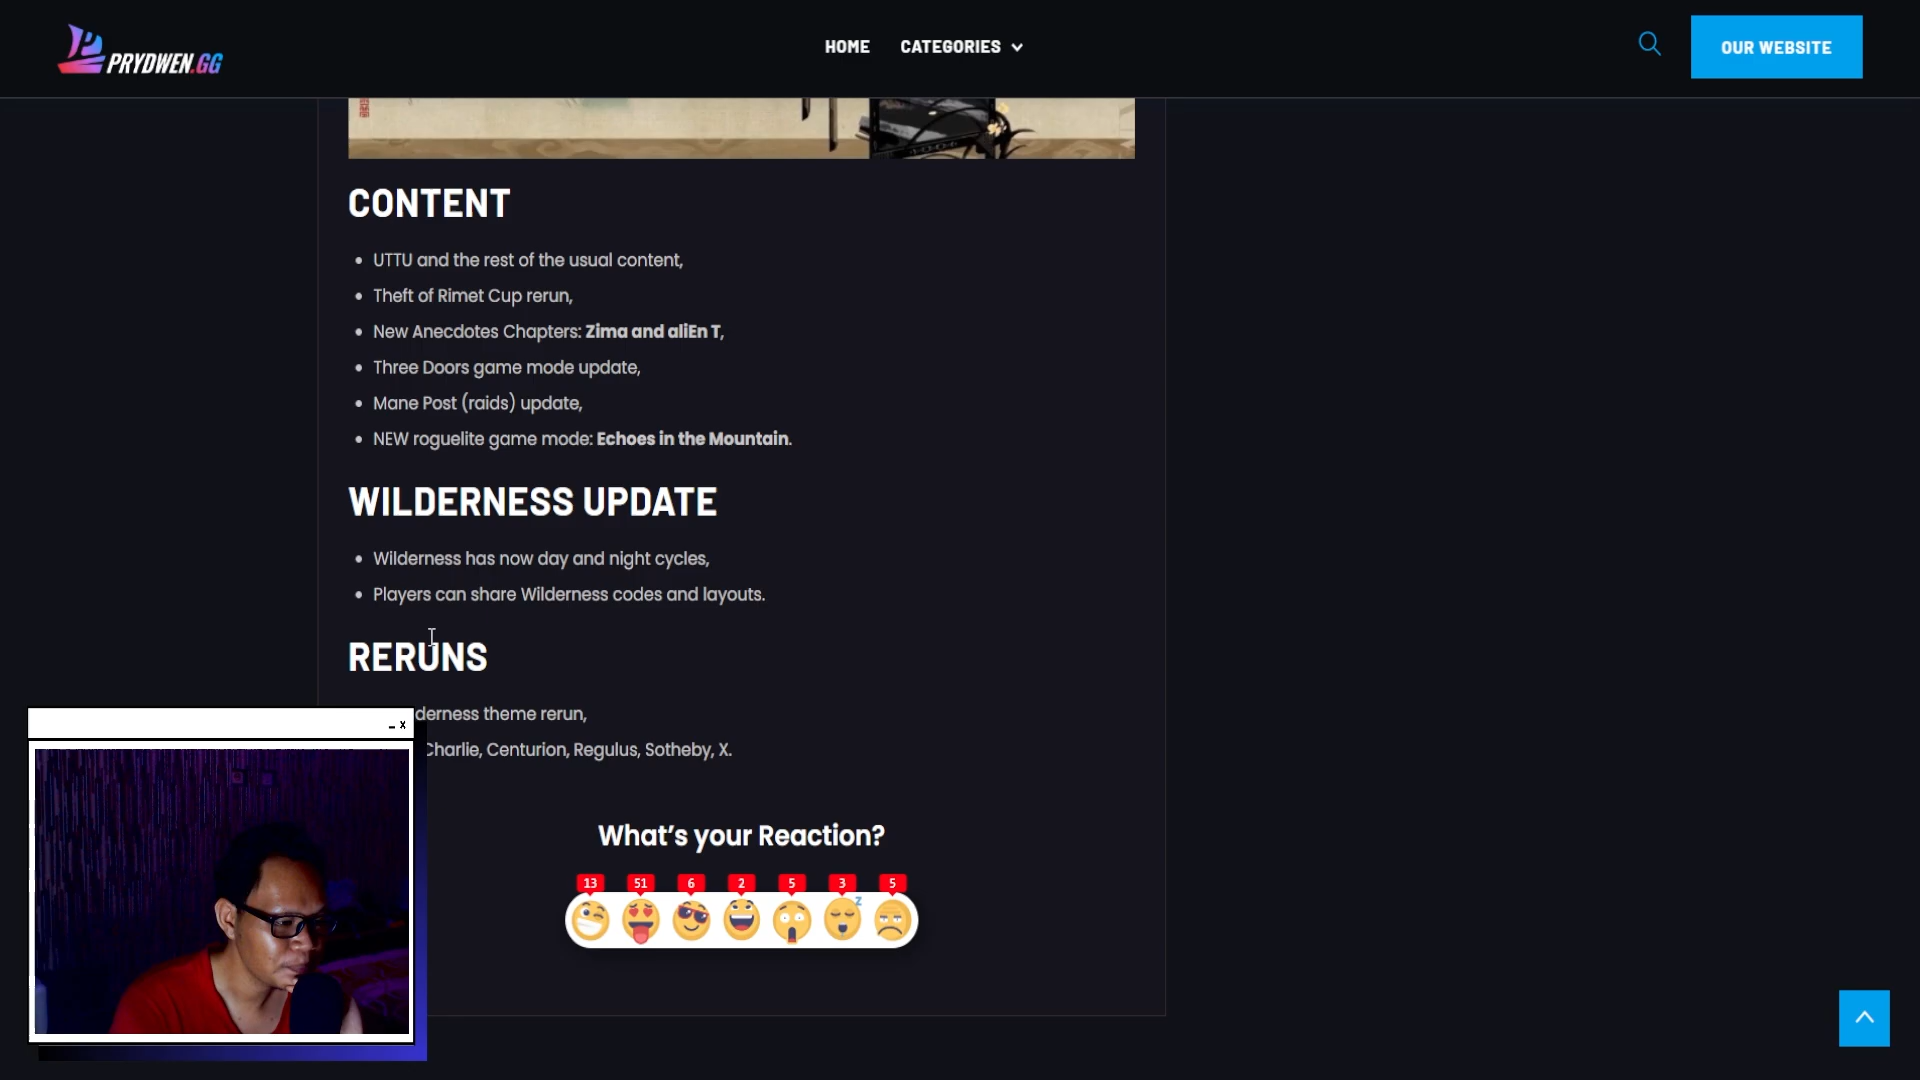 PRYDWEN.GG
HOME
CATEGORIES
OUR WEBSITE
CONTENT
• UTTU and the rest of the usual content,
• Theft of Rimet Cup rerun,
• New Anecdotes Chapters: Zima and aliEn T,
• Three Doors game mode update,
• Mane Post (raids) update,
• NEW roguelite game mode: Echoes in the Mountain.
WILDERNESS UPDATE
• Wilderness has now day and night cycles,
• Players can share Wilderness codes and layouts.
RERUNS
derness theme rerun,
Charlie, Centurion, Regulus, Sotheby, X.
What's your Reaction?
13 51 6 2 5 3 5